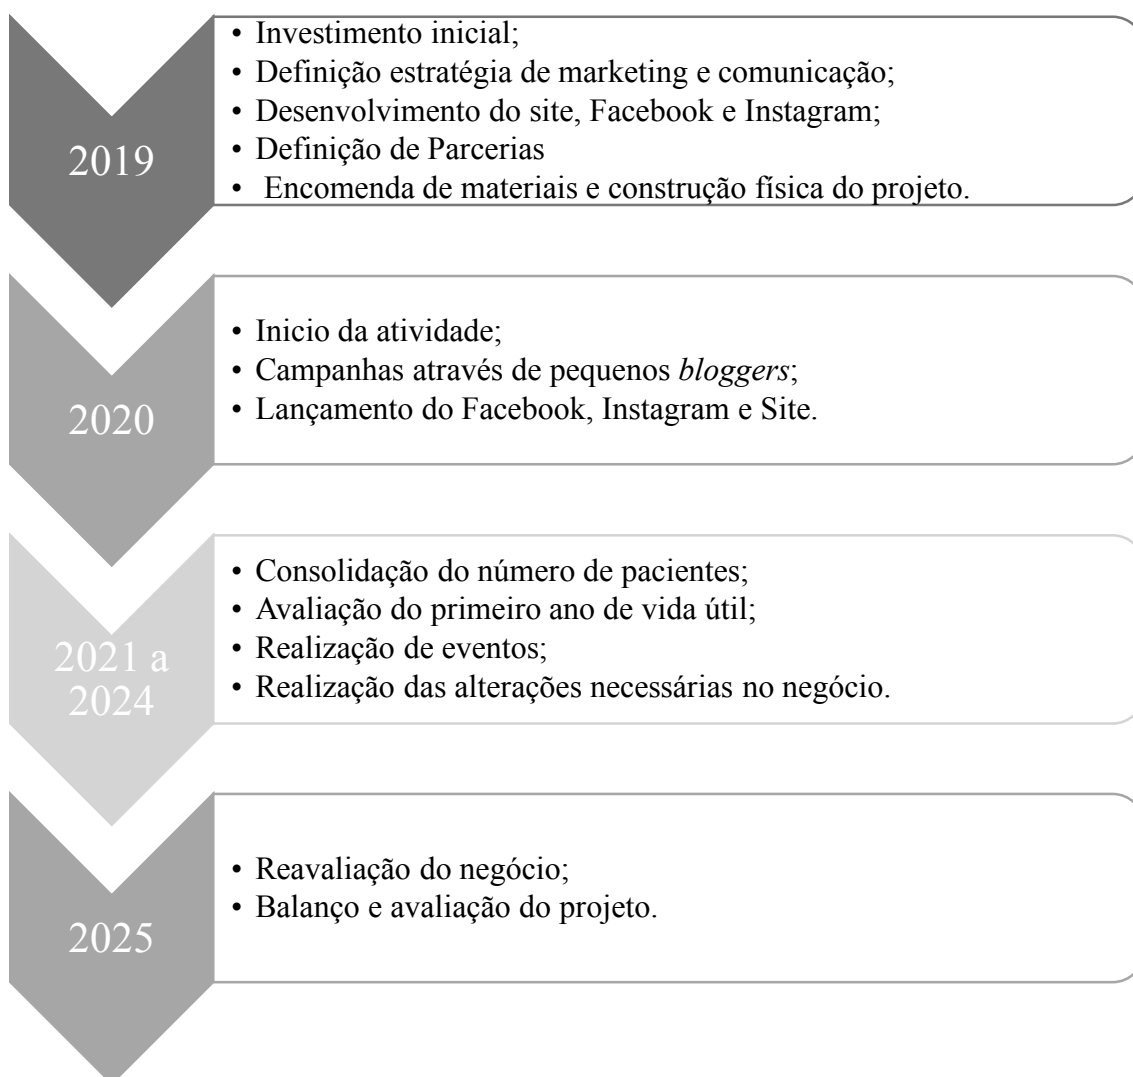 2019
• Investimento inicial;
• Definição estratégia de marketing e comunicação;
• Desenvolvimento do site, Facebook e Instagram;
• Definição de Parcerias
• Encomenda de materiais e construção física do projeto.
2020
• Inicio da atividade;
• Campanhas através de pequenos bloggers;
• Lançamento do Facebook, Instagram e Site.
2021 a
2024
• Consolidação do número de pacientes;
• Avaliação do primeiro ano de vida útil;
• Realização de eventos;
• Realização das alterações necessárias no negócio.
2025
• Reavaliação do negócio;
• Balanço e avaliação do projeto.